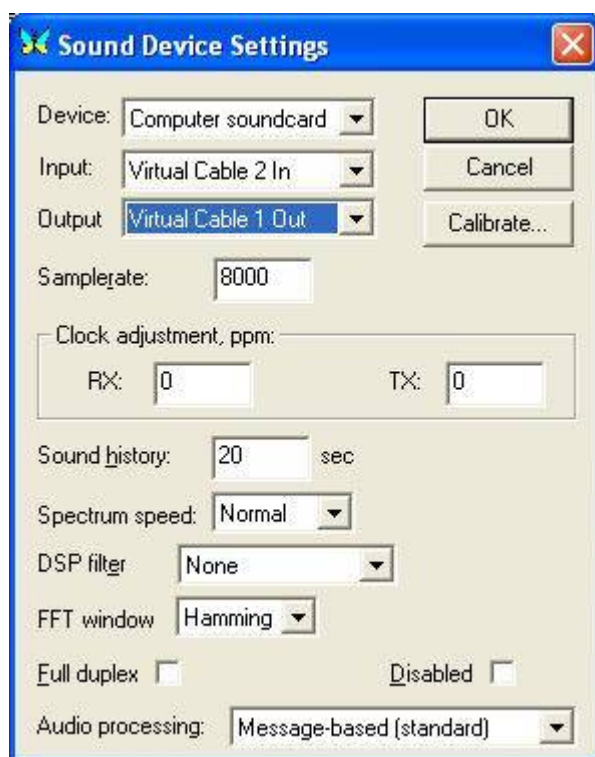 Sound Device Settings
Device: Computer soundcard OK
Input: Virtual Cable 2 In Cancel
Output Virtual Cable 1 Out Calibrate...
Samplerate: 8000
Clock adjustment, ppm:
RX: 0 TX: 0
Sound history: 20 sec
Spectrum speed: Normal
DSP filter None
FFT window Hamming
Full duplex Disabled
Audio processing: Message-based (standard)